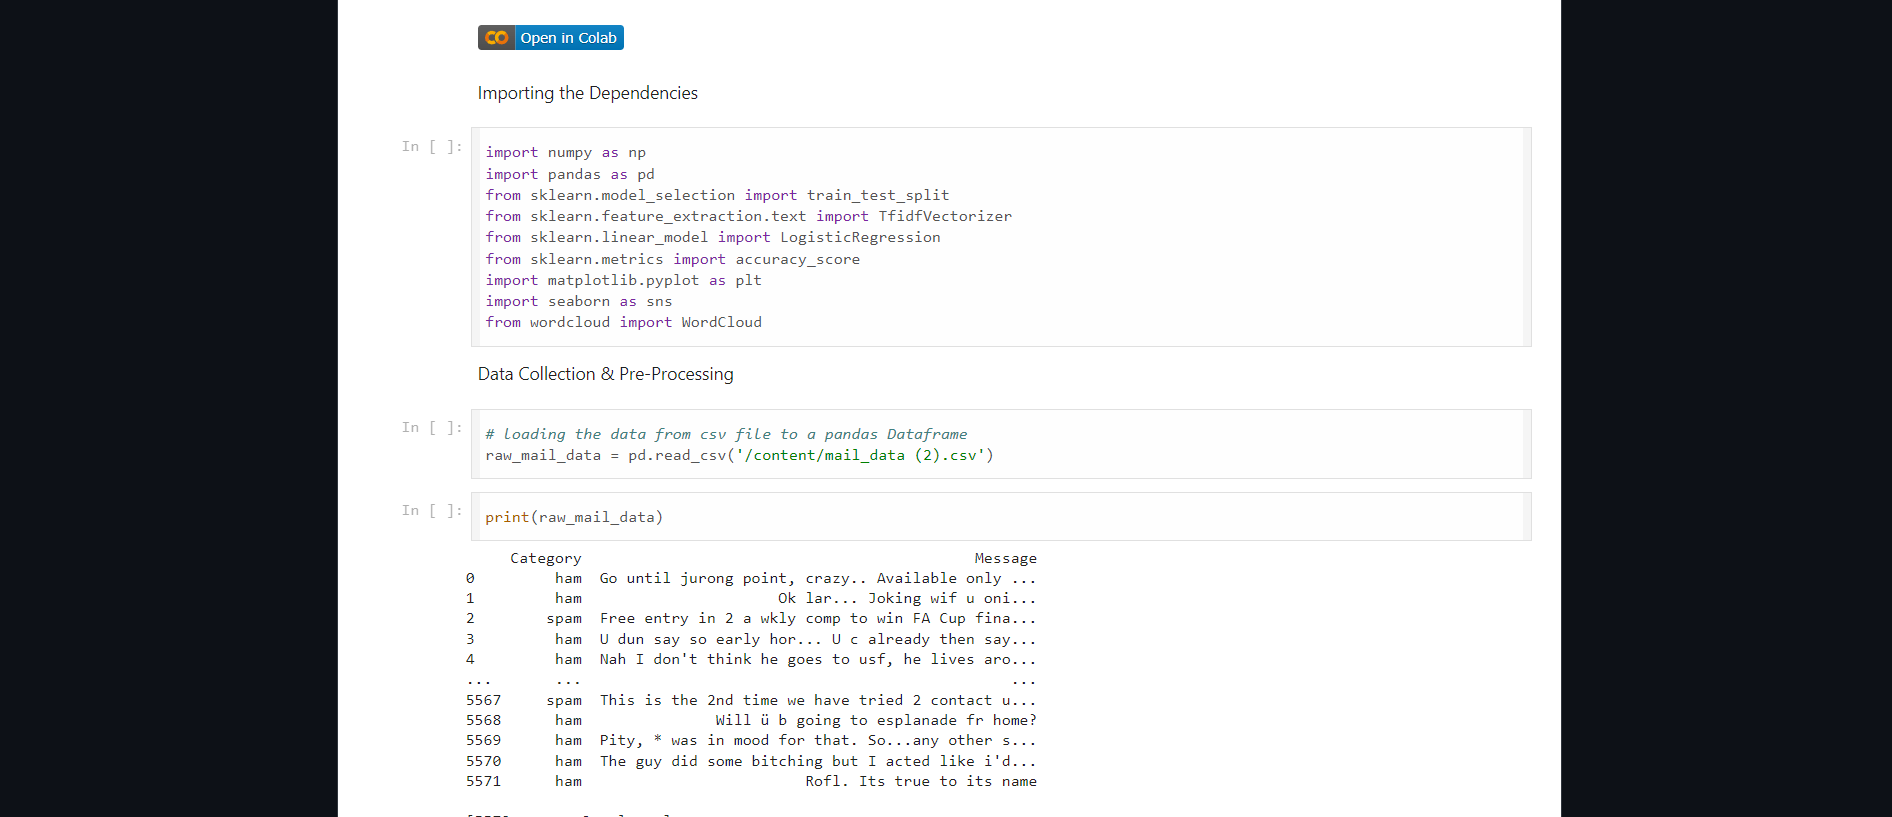 Open in Colab
Importing the Dependencies
In [ ]:
import numpy as np
import pandas as pd
from sklearn.model_selection import train_test_split
from sklearn.feature_extraction.text import TfidfVectorizer
from sklearn.linear_model import LogisticRegression
from sklearn.metrics import accuracy_score
import matplotlib.pyplot as plt
import seaborn as sns
from wordcloud import WordCloud
Data Collection & Pre-Processing
In [ ]:
# loading the data from csv file to a pandas Dataframe
raw_mail_data = pd.read_csv('/content/mail_data (2).csv')
In [ ]:
print(raw_mail_data)
Category Message
0 ham Go until jurong point, crazy.. Available only ...
1 ham Ok lar... Joking wif u oni...
2 spam Free entry in 2 a wkly comp to win FA Cup fina...
3 ham U dun say so early hor... U c already then say...
4 ham Nah I don't think he goes to usf, he lives aro...
... ... ...
5567 spam This is the 2nd time we have tried 2 contact u...
5568 ham Will ü b going to esplanade fr home?
5569 ham Pity, * was in mood for that. So...any other s...
5570 ham The guy did some bitching but I acted like i'd...
5571 ham Rofl. Its true to its name